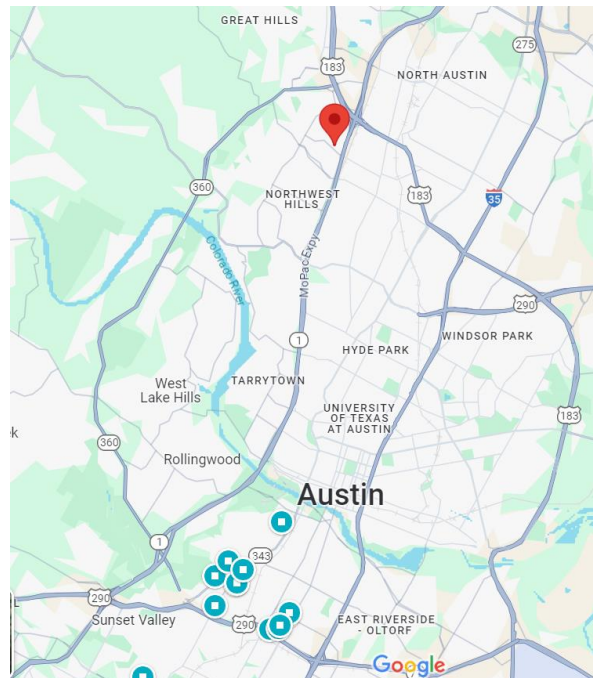 GREAT HILLS
183
275
NORTH AUSTIN
360
NORTHWEST
HILLS
183
35
Colorado River
MoPac Expy
290
1
HYDE PARK
WINDSOR PARK
West
Lake Hills
TARRYTOWN
UNIVERSITY
OF TEXAS
AT AUSTIN
183
k
360
Rollingwood
Austin
1
343
290
L
Sunset Valley
290
EAST RIVERSIDE
- OLTORF
Google